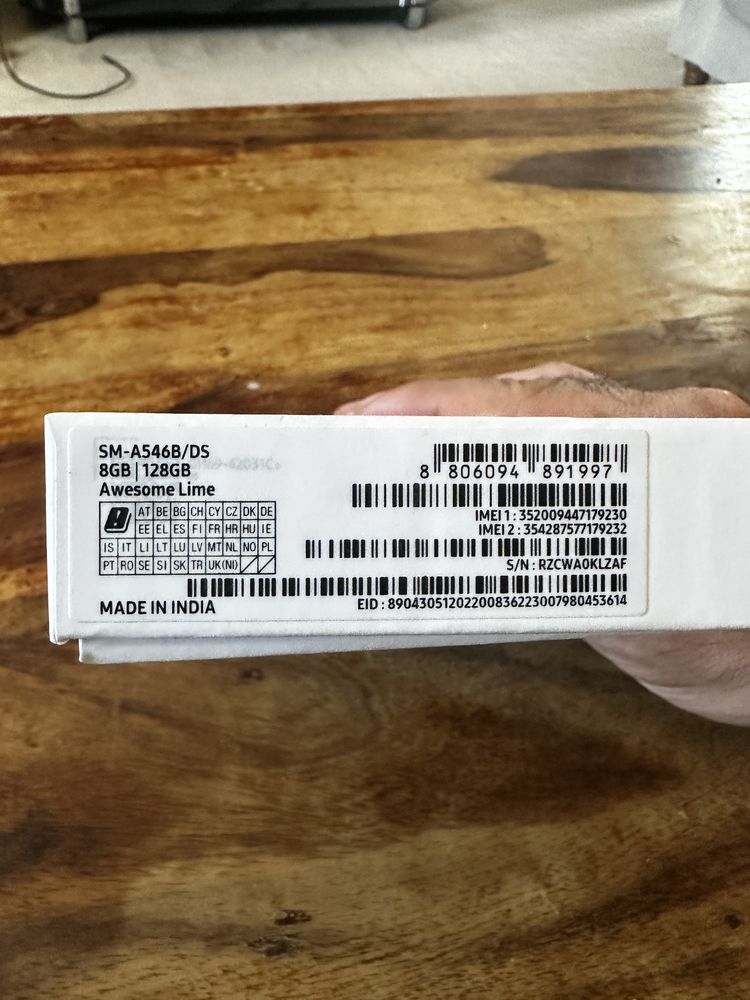 SM-A546B/DS
8GB | 128GB
Awesome Lime
AT BE BG CH CY CZ DK DE
EE EL ES FI FR HR HU IE
IS IT LI LT LU LV MT NL NO PL
PT RO SE SI SK TR UK(NI)
MADE IN INDIA
8 806094 891997
IMEI 1 : 352009447179230
IMEI 2 : 354287577179232
S/N : RZCWA0KLZAF
EID : 89043051202200836223007980453614